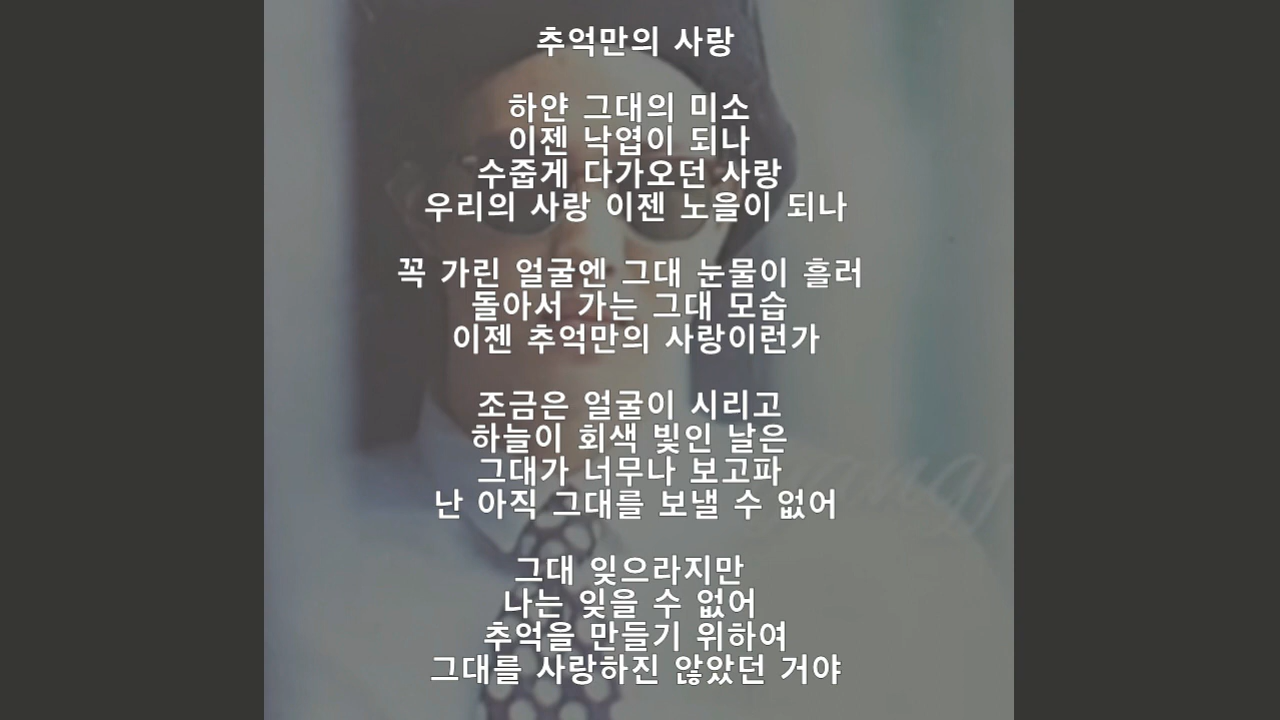 추억만의 사랑
하얀 그대의 미소
이젠 낙엽이 되나
수줍게 다가오던 사랑
우리의 사랑 이젠 노을이 되나
꼭 가린 얼굴엔 그대 눈물이 흘러
돌아서 가는 그대 모습
이젠 추억만의 사랑이런가
조금은 얼굴이 시리고
하늘이 회색 빛인 날은
그대가 너무나 보고파
난 아직 그대를 보낼 수 없어
그대 잊으라지만
나는 잊을 수 없어
추억을 만들기 위하여
그대를 사랑하진 않았던 거야